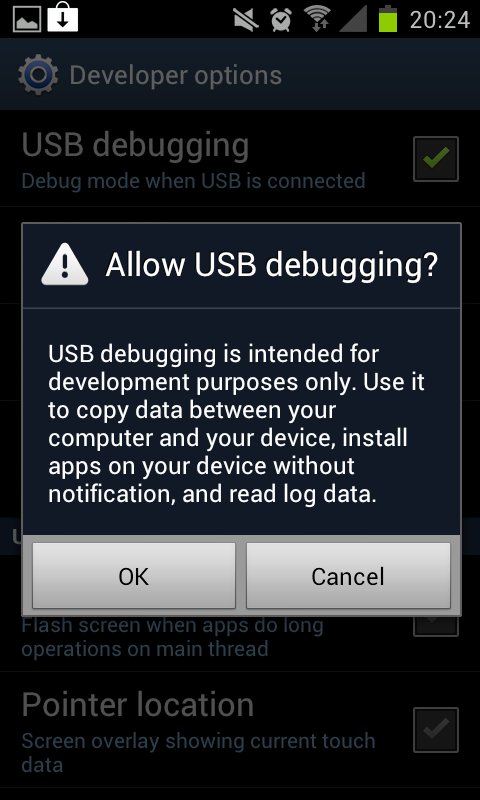 20:24
Developer options
USB debugging
Debug mode when USB is connected
Allow USB debugging?
USB debugging is intended for
development purposes only. Use it
to copy data between your
computer and your device, install
apps on your device without
notification, and read log data.
OK
Cancel
Flash screen when apps do long
operations on main thread
Pointer location
Screen overlay showing current touch
data